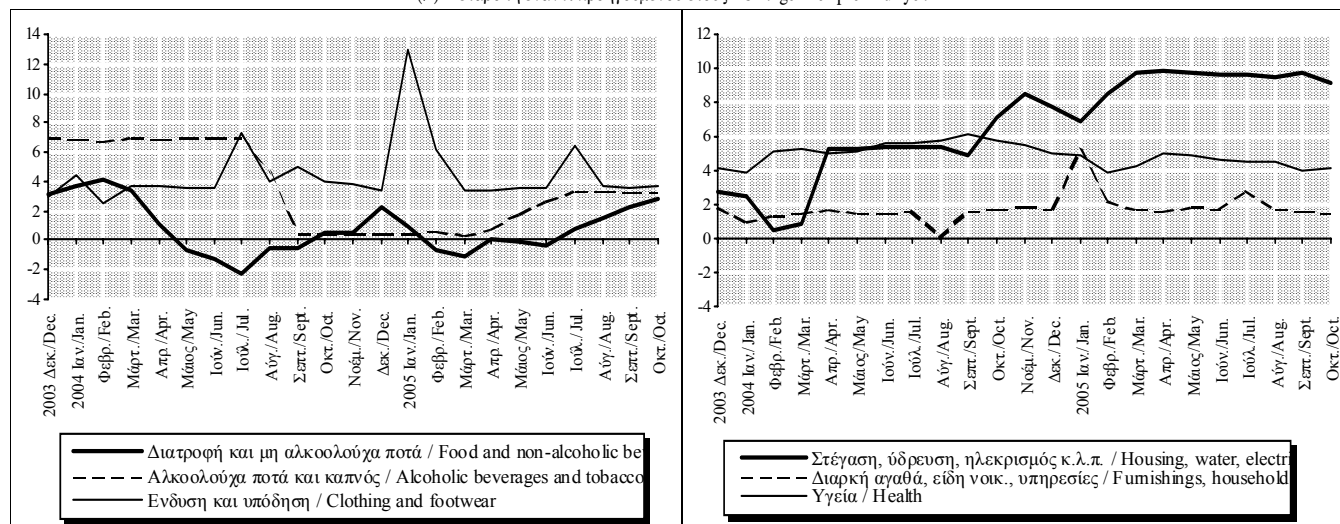 14
12
10
8
6
4
2
0
-2
-4
2003 Δεκ./Dec.
2004 Ιαν./Jan.
Φεβρ./Feb.
Μάρτ./Mar.
Απρ./Apr.
Μάιος/May
Ιούν./Jun.
Ιούλ./Jul.
Αύγ./Aug.
Σεπτ./Sept.
Οκτ./Oct.
Νοέμ./Nov.
Δεκ./Dec.
2005 Ιαν./Jan.
Φεβρ./Feb.
Μάρτ./Mar.
Απρ./Apr.
Μάιος/May
Ιούν./Jun.
Ιούλ./Jul.
Αύγ./Aug.
Σεπτ./Sept.
Οκτ./Oct.
Διατροφή και μη αλκοολούχα ποτά / Food and non-alcoholic be
Αλκοολούχα ποτά και καπνός / Alcoholic beverages and tobacco
Ενδυση και υπόδηση / Clothing and footwear
12
10
8
6
4
2
0
-2
-4
2003 Δεκ./Dec.
2004 Ιαν./Jan.
Φεβρ./Feb.
Μάρτ./Mar.
Απρ./Apr.
Μάιος/May
Ιούν./Jun.
Ιούλ./Jul.
Αύγ./Aug.
Σεπτ./Sept.
Οκτ./Oct.
Νοέμ./Nov.
Δεκ./Dec.
2005 Ιαν./Jan.
Φεβρ./Feb.
Μάρτ./Mar.
Απρ./Apr.
Μάιος/May
Ιούν./Jun.
Ιούλ./Jul.
Αύγ./Aug.
Σεπτ./Sept.
Οκτ./Oct.
Στέγαση, ύδρευση, ηλεκρισμός κ.λ.π. / Housing, water, electri
Διαρκή αγαθά, είδη νοικ., υπηρεσίες / Furnishings, household
Υγεία / Health